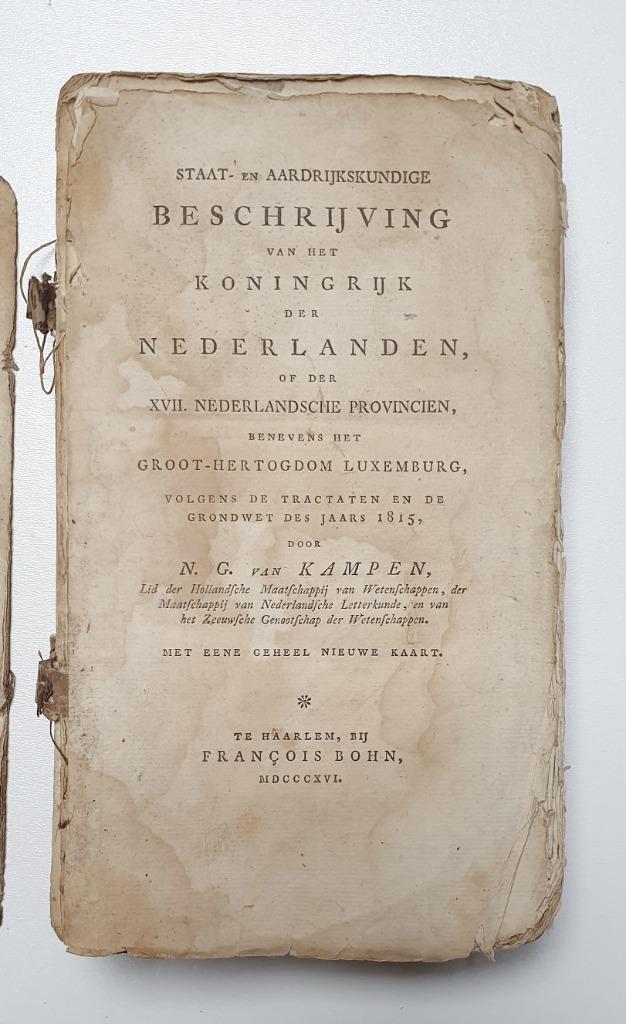 STAAT- EN AARDRIJKSKUNDIGE
BESCHRIJVING
VAN HET
KONINGRIJK
DER
NEDERLANDEN,
OF DER
XVII. NEDERLANDSCHE PROVINCIEN,
BENEVENS HET
GROOT-HERTOGDOM LUXEMBURG,
VOLGENS DE TRACTATEN EN DE
GRONDWET DES JAARS 1815,
DOOR
N. G. VAN KAMPEN,
Lid der Hollandſche Maatſchappij van Wetenſchappen, der
Maatſchappij van Nederlandſche Letterkunde, en van
het Zeeuwſche Genootſchap der Wetenſchappen.
MET EENE GEHEEL NIEUWE KAART.
TE HAARLEM, BIJ
FRANÇOIS BOHN,
MDCCCXVI.